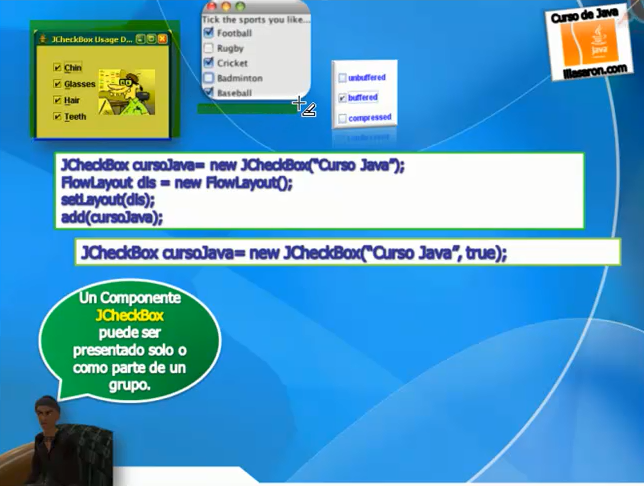 JCheckBox Usage D...
Chin
Glasses
Hair
Teeth
Tick the sports you like...
Football
Rugby
Cricket
Badminton
Baseball
unbuffered
buffered
compressed
Curso de Java
java
JCheckBox cursoJava= new JCheckBox("Curso Java");
FlowLayout dis = new FlowLayout();
setLayout(dis);
add(cursoJava);
JCheckBox cursoJava= new JCheckBox("Curso Java", true);
Un Componente
JCheckBox
puede ser
presentado solo o
como parte de un
grupo.